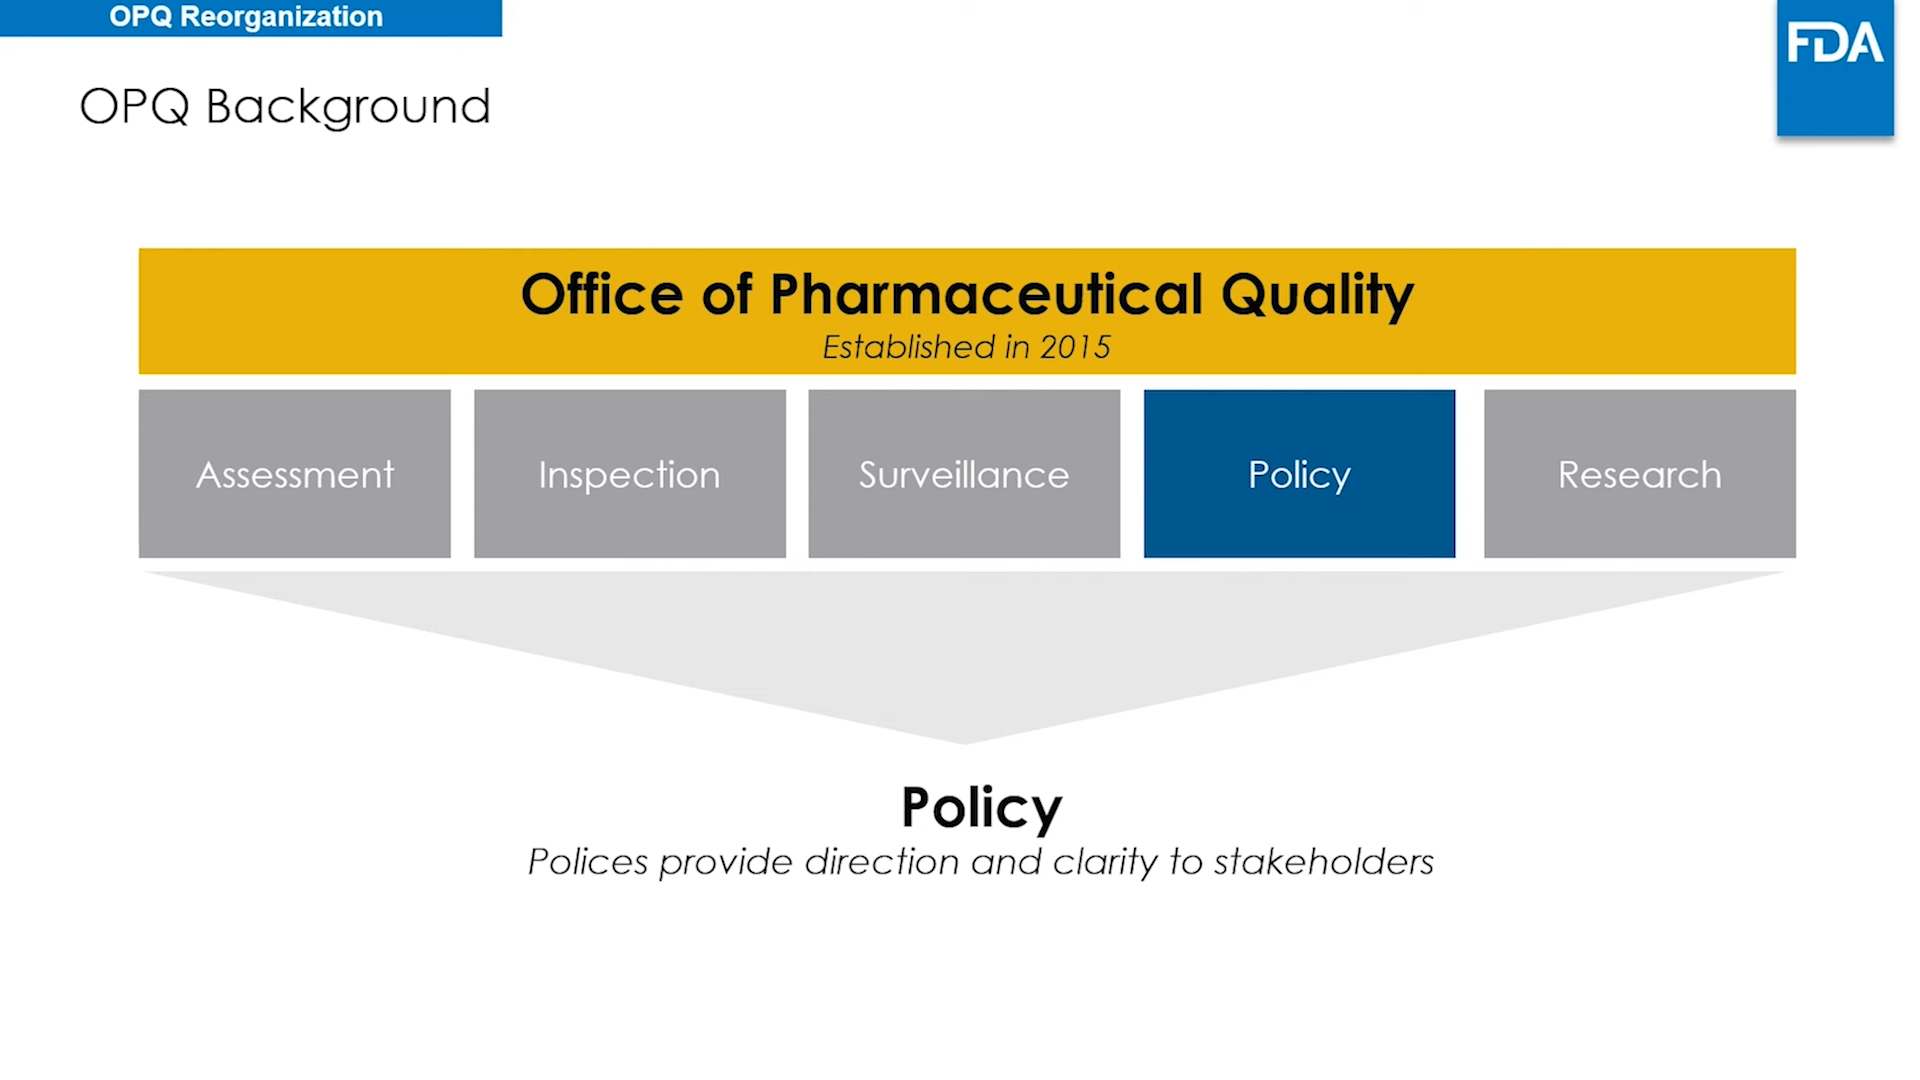 OPQ Reorganization
FDA
OPQ Background
Office of Pharmaceutical Quality
Established in 2015
Assessment
Inspection
Surveillance
Policy
Research
Policy
Polices provide direction and clarity to stakeholders